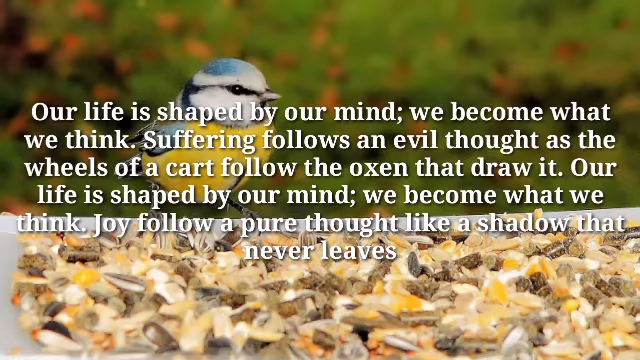 Our life is shaped by our mind; we become what
we think. Suffering follows an evil thought as the
wheels of a cart follow the oxen that draw it. Our
life is shaped by our mind; we become what we
think. Joy follow a pure thought like a shadow that
never leaves